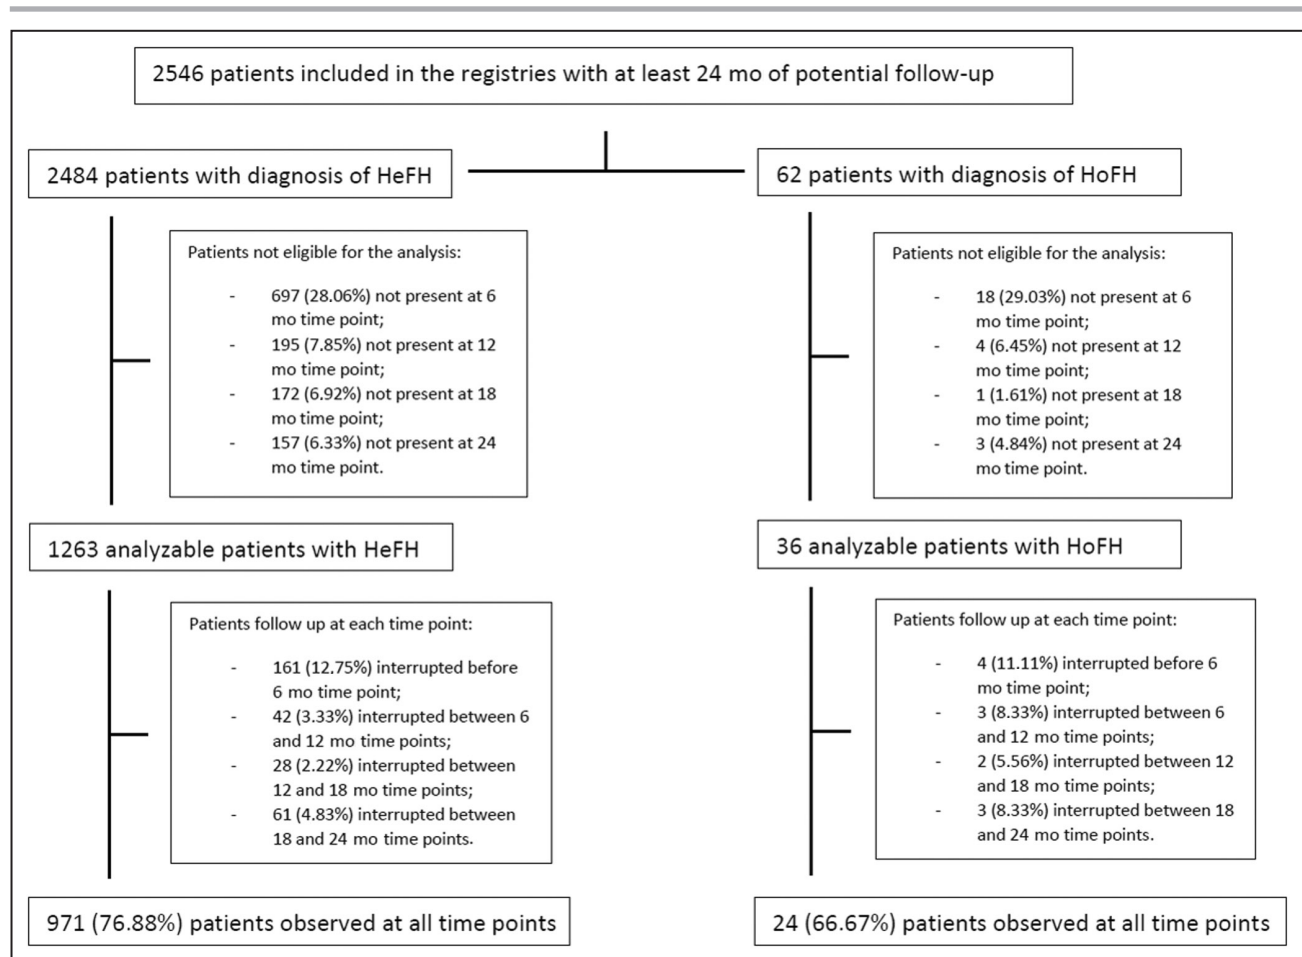 2546 patients included in the registries with at least 24 mo of potential follow-up
2484 patients with diagnosis of HeFH
62 patients with diagnosis of HoFH
Patients not eligible for the analysis:
- 697 (28.06%) not present at 6
mo time point;
- 195 (7.85%) not present at 12
mo time point;
- 172 (6.92%) not present at 18
mo time point;
- 157 (6.33%) not present at 24
mo time point.
Patients not eligible for the analysis:
- 18 (29.03%) not present at 6
mo time point;
- 4 (6.45%) not present at 12
mo time point;
- 1 (1.61%) not present at 18
mo time point;
- 3 (4.84%) not present at 24
mo time point.
1263 analyzable patients with HeFH
36 analyzable patients with HoFH
Patients follow up at each time point:
- 161 (12.75%) interrupted before
6 mo time point;
- 42 (3.33%) interrupted between 6
and 12 mo time points;
- 28 (2.22%) interrupted between
12 and 18 mo time points;
- 61 (4.83%) interrupted between
18 and 24 mo time points.
Patients follow up at each time point:
- 4 (11.11%) interrupted before 6
mo time point;
- 3 (8.33%) interrupted between 6
and 12 mo time points;
- 2 (5.56%) interrupted between 12
and 18 mo time points;
- 3 (8.33%) interrupted between 18
and 24 mo time points.
971 (76.88%) patients observed at all time points
24 (66.67%) patients observed at all time points